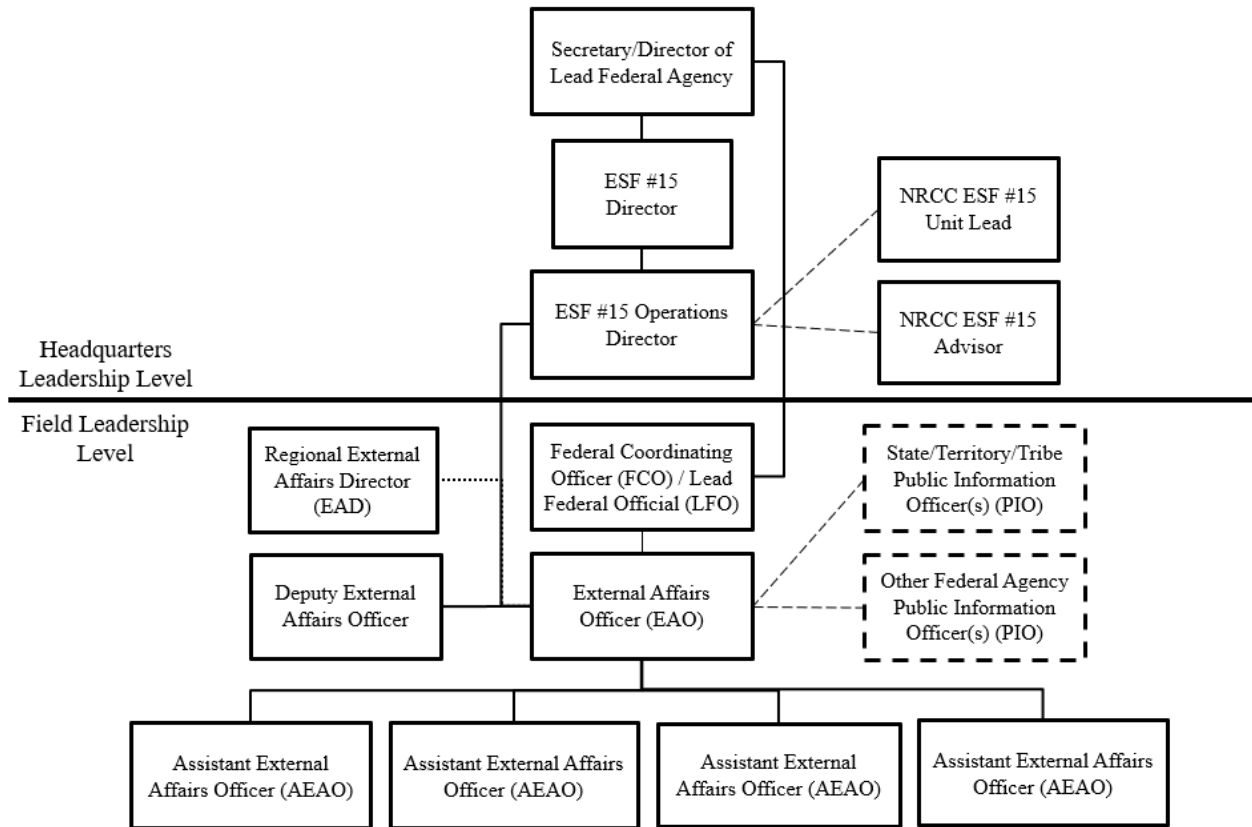 Secretary/Director of
Lead Federal Agency
ESF #15
Director
NRCC ESF #15
Unit Lead
ESF #15 Operations
Director
NRCC ESF #15
Advisor
Headquarters
Leadership Level
Field Leadership
Level
Regional External
Affairs Director
(EAD)
Federal Coordinating
Officer (FCO) / Lead
Federal Official (LFO)
State/Territory/Tribe
Public Information
Officer(s) (PIO)
Deputy External
Affairs Officer
External Affairs
Officer (EAO)
Other Federal Agency
Public Information
Officer(s) (PIO)
Assistant External
Affairs Officer (AEAO)
Assistant External Affairs
Officer (AEAO)
Assistant External
Affairs Officer (AEAO)
Assistant External Affairs
Officer (AEAO)